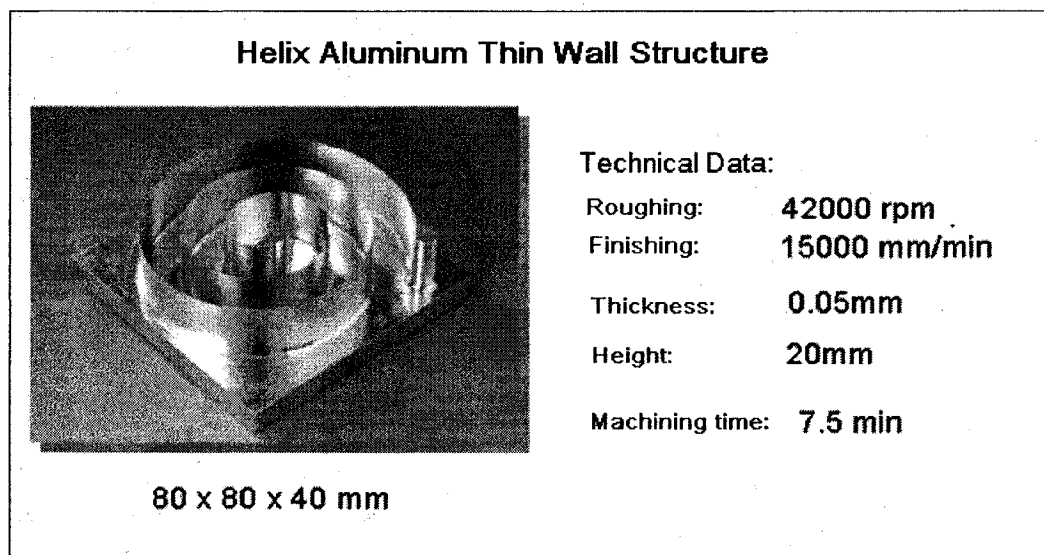 Helix Aluminum Thin Wall Structure
Technical Data:
Roughing: 42000 rpm
Finishing: 15000 mm/min
Thickness: 0.05mm
Height: 20mm
Machining time: 7.5 min
80 x 80 x 40 mm